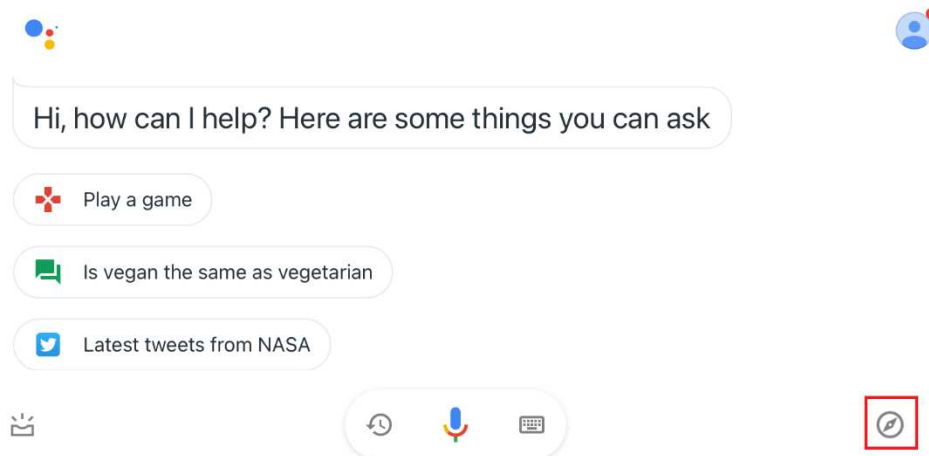 Hi, how can I help? Here are some things you can ask
Play a game
Is vegan the same as vegetarian
Latest tweets from NASA